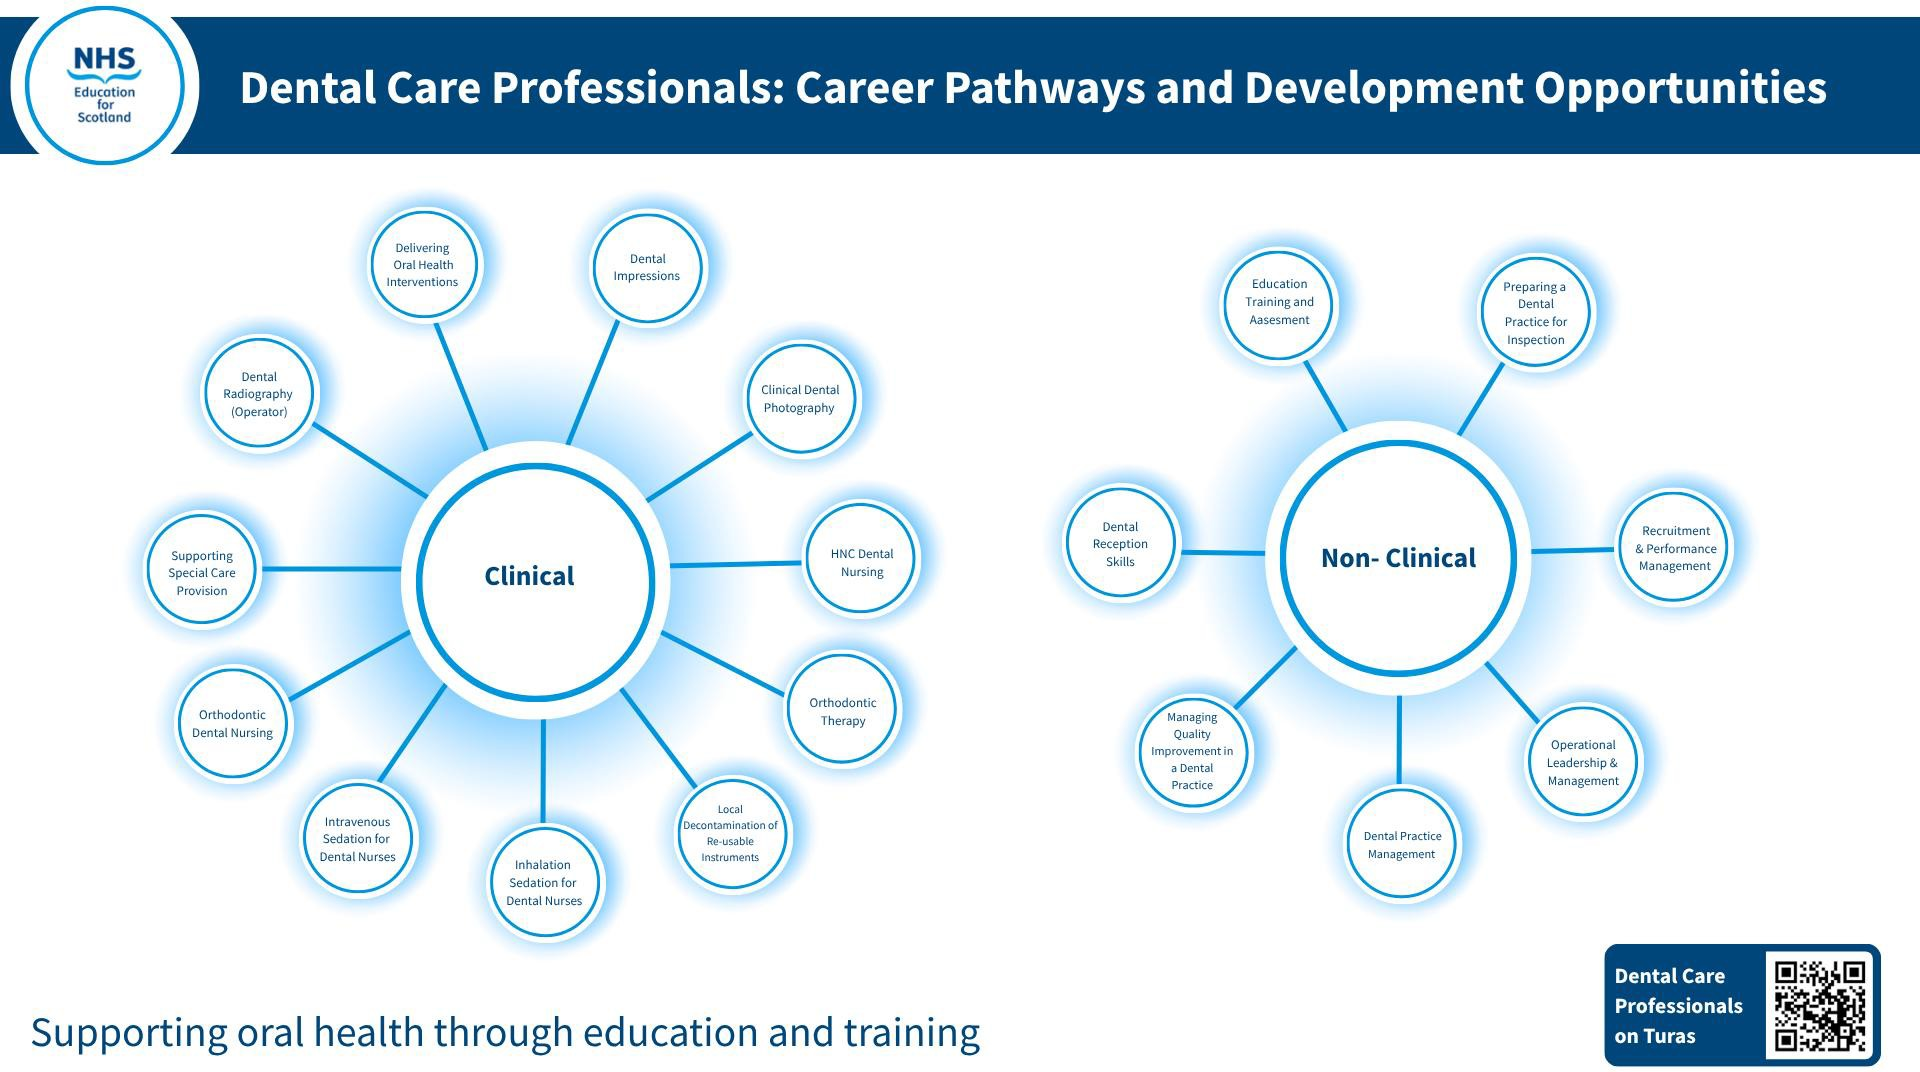 NHS
Education
for
Scotland
Dental Care Professionals: Career Pathways and Development Opportunities
Delivering
Oral Health
Interventions
Dental
Impressions
Dental
Radiography
(Operator)
Clinical Dental
Photography
Supporting
Special Care
Provision
Clinical
HNC Dental
Nursing
Orthodontic
Dental Nursing
Orthodontic
Therapy
Intravenous
Sedation for
Dental Nurses
Inhalation
Sedation for
Dental Nurses
Local
Decontamination of
Re-usable
Instruments
Education
Training and
Aasesment
Preparing a
Dental
Practice for
Inspection
Dental
Reception
Skills
Non- Clinical
Recruitment
& Performance
Management
Managing
Quality
Improvement in
a Dental
Practice
Dental Practice
Management
Operational
Leadership &
Management
Supporting oral health through education and training
Dental Care
Professionals
on Turas